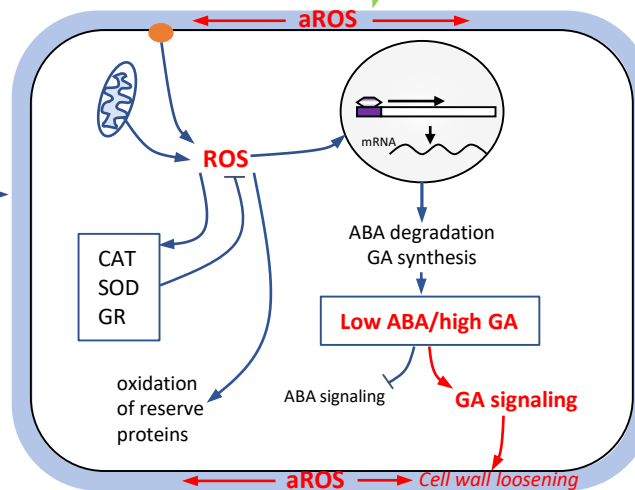 aROS
mRNA
ROS
ABA degradation
GA synthesis
CAT
SOD
GR
Low ABA/high GA
oxidation
of reserve
proteins
ABA signaling
GA signaling
aROS
Cell wall loosening